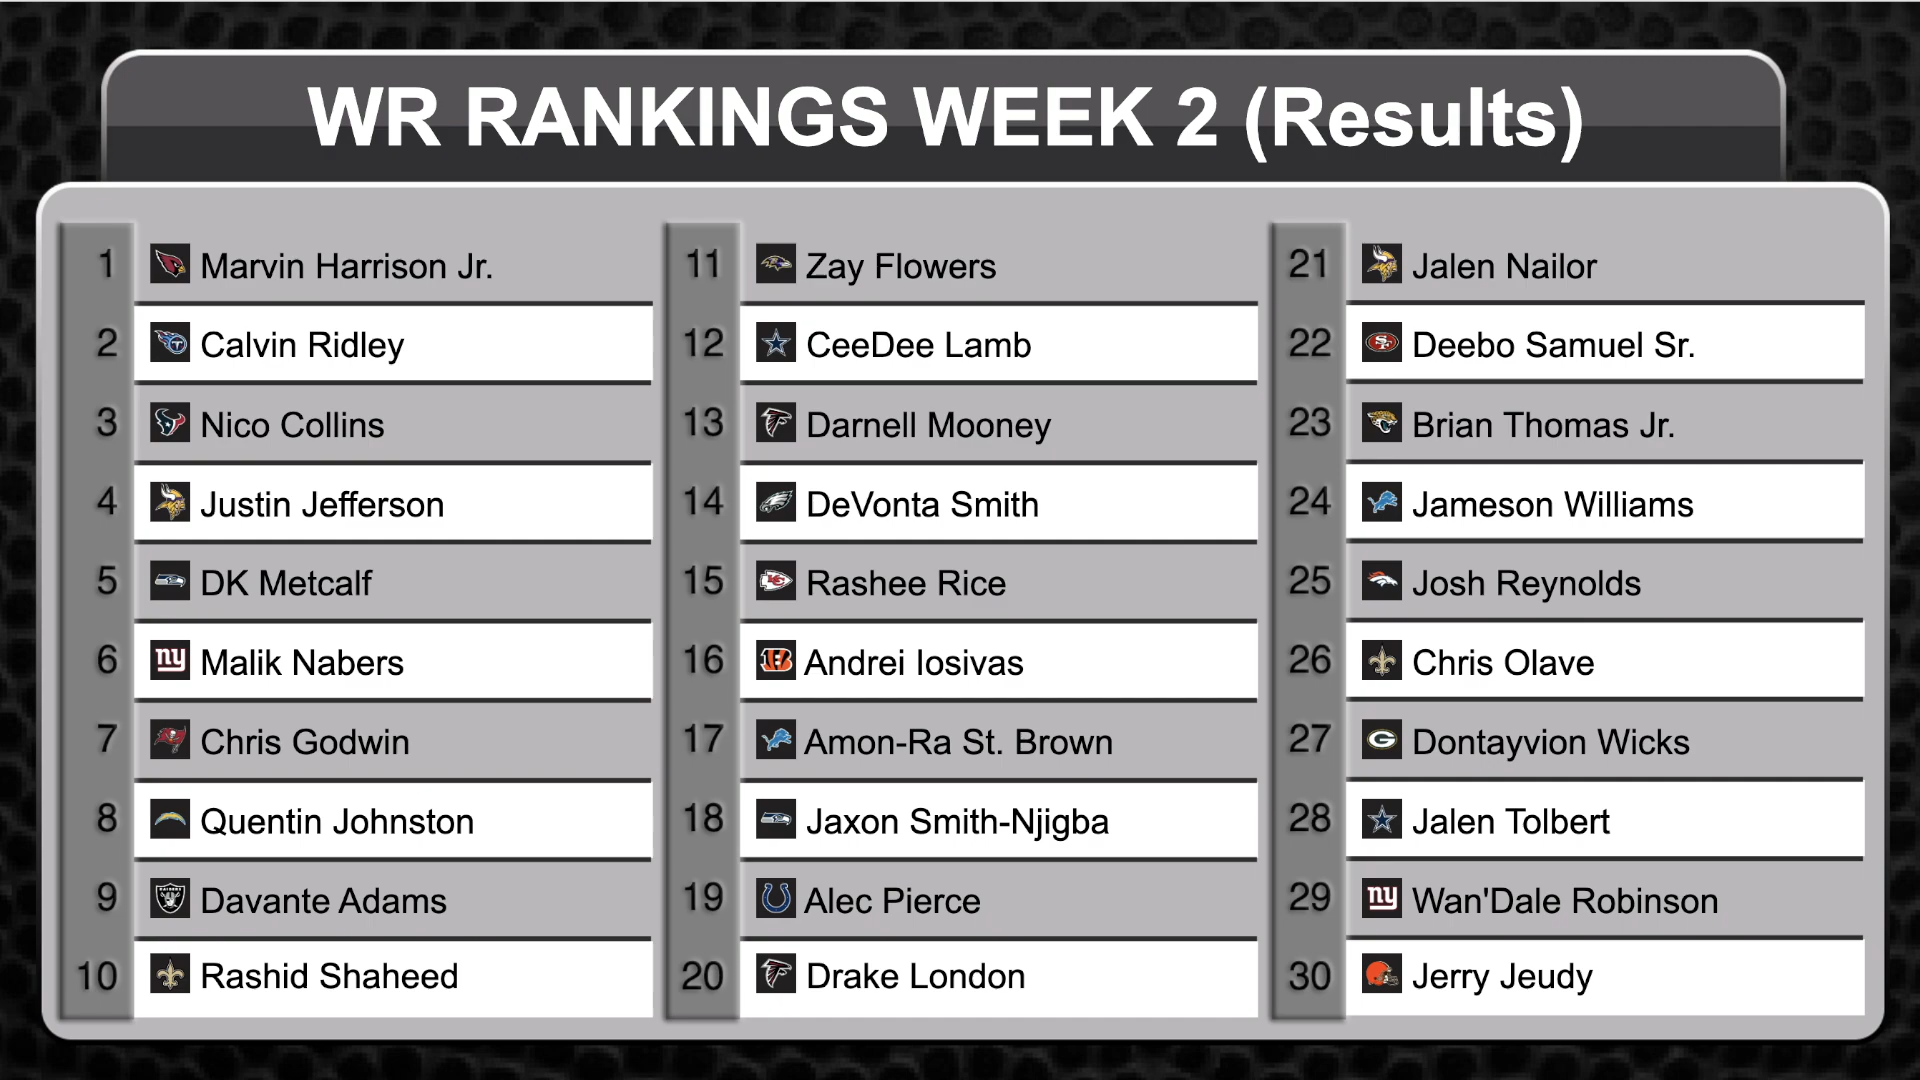 WR RANKINGS WEEK 2 (Results)
1 Marvin Harrison Jr.
2 Calvin Ridley
3 Nico Collins
4 Justin Jefferson
5 DK Metcalf
6 ny Malik Nabers
7 Chris Godwin
8 Quentin Johnston
9 RAIDERS Davante Adams
10 Rashid Shaheed
11 Zay Flowers
12 CeeDee Lamb
13 Darnell Mooney
14 DeVonta Smith
15 KC Rashee Rice
16 B Andrei Iosivas
17 Amon-Ra St. Brown
18 Jaxon Smith-Njigba
19 Alec Pierce
20 Drake London
21 Jalen Nailor
22 SF Deebo Samuel Sr.
23 Brian Thomas Jr.
24 Jameson Williams
25 Josh Reynolds
26 Chris Olave
27 G Dontayvion Wicks
28 Jalen Tolbert
29 ny Wan'Dale Robinson
30 Jerry Jeudy